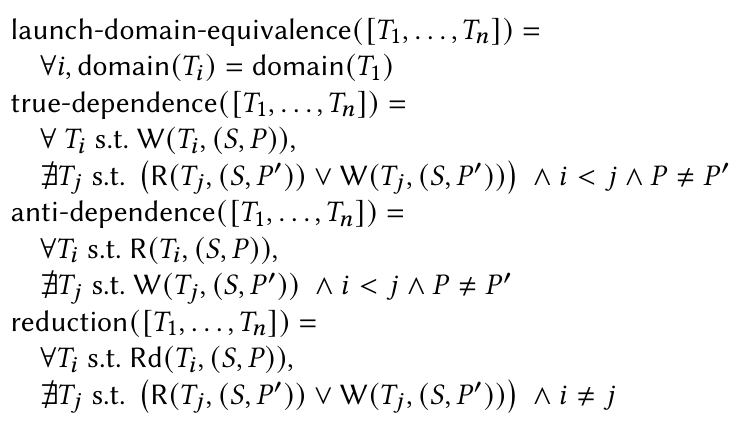 launch-domain-equivalence([T₁, . . . , Tₙ]) =
∀i, domain(Tᵢ) = domain(T₁)
true-dependence([T₁, . . . , Tₙ]) =
∀ Tᵢ s.t. W(Tᵢ, (S, P)),
∄Tⱼ s.t. (R(Tⱼ, (S, P′)) ∨ W(Tⱼ, (S, P′))) ∧ i < j ∧ P ≠ P′
anti-dependence([T₁, . . . , Tₙ]) =
∀Tᵢ s.t. R(Tᵢ, (S, P)),
∄Tⱼ s.t. W(Tⱼ, (S, P′)) ∧ i < j ∧ P ≠ P′
reduction([T₁, . . . , Tₙ]) =
∀Tᵢ s.t. Rd(Tᵢ, (S, P)),
∄Tⱼ s.t. (R(Tⱼ, (S, P′)) ∨ W(Tⱼ, (S, P′))) ∧ i ≠ j